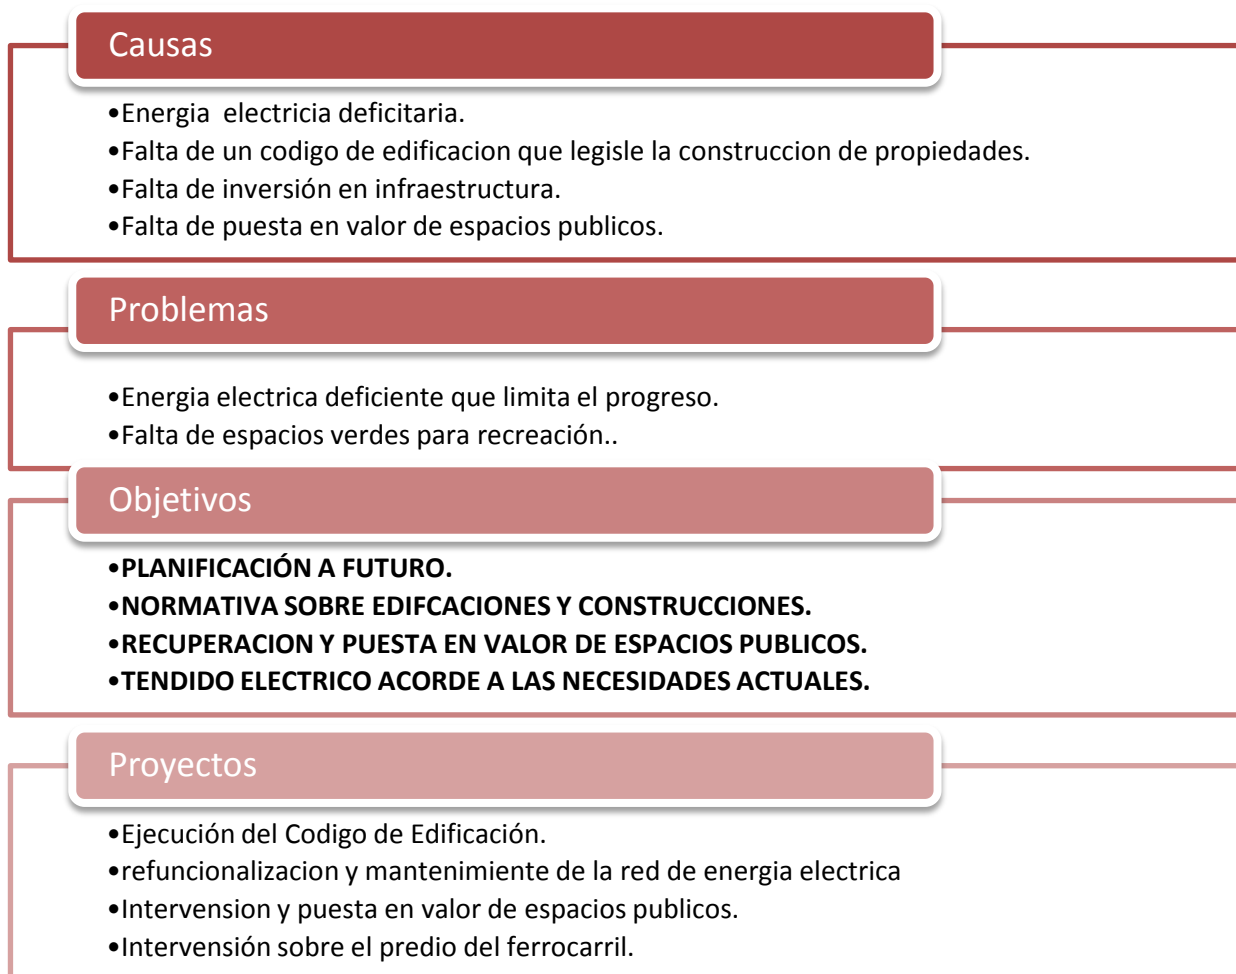 Causas
•Energia electricia deficitaria.
•Falta de un codigo de edificacion que legisle la construccion de propiedades.
•Falta de inversión en infraestructura.
•Falta de puesta en valor de espacios publicos.
Problemas
•Energia electrica deficiente que limita el progreso.
•Falta de espacios verdes para recreación..
Objetivos
•PLANIFICACIÓN A FUTURO.
•NORMATIVA SOBRE EDIFCACIONES Y CONSTRUCCIONES.
•RECUPERACION Y PUESTA EN VALOR DE ESPACIOS PUBLICOS.
•TENDIDO ELECTRICO ACORDE A LAS NECESIDADES ACTUALES.
Proyectos
•Ejecución del Codigo de Edificación.
•refuncionalizacion y mantenimiente de la red de energia electrica
•Intervension y puesta en valor de espacios publicos.
•Intervensión sobre el predio del ferrocarril.